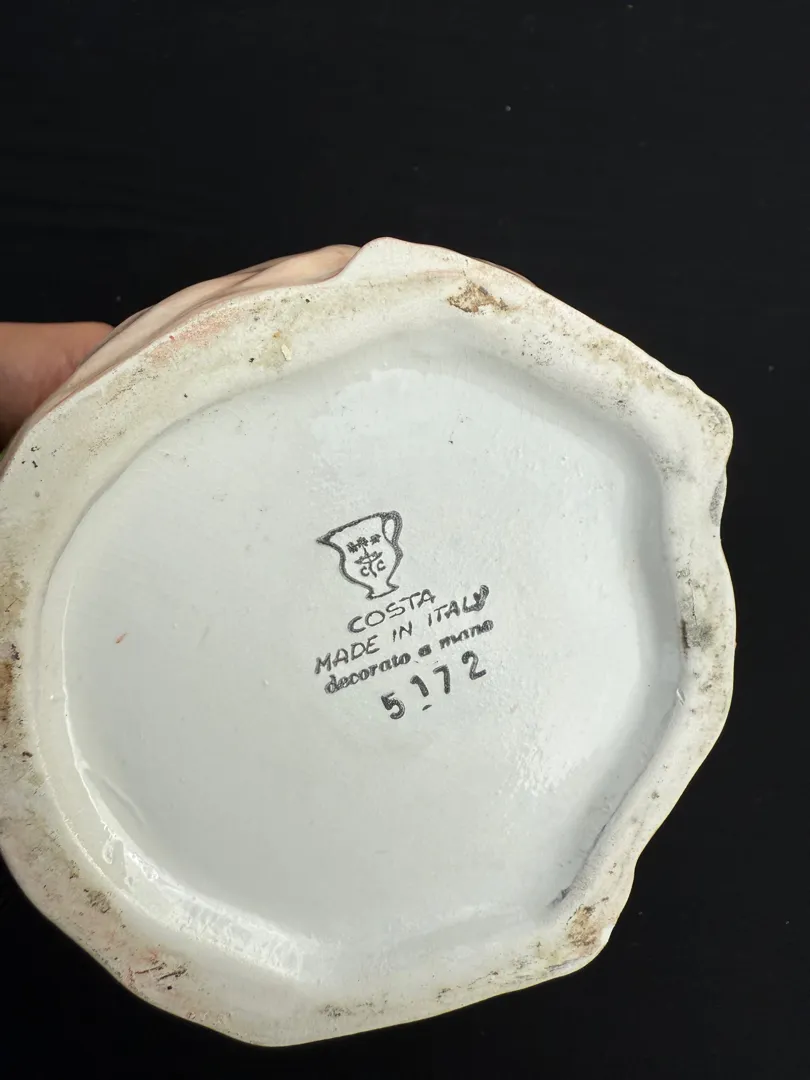 C C
COSTA
MADE IN ITALY
decorato a mano
5172